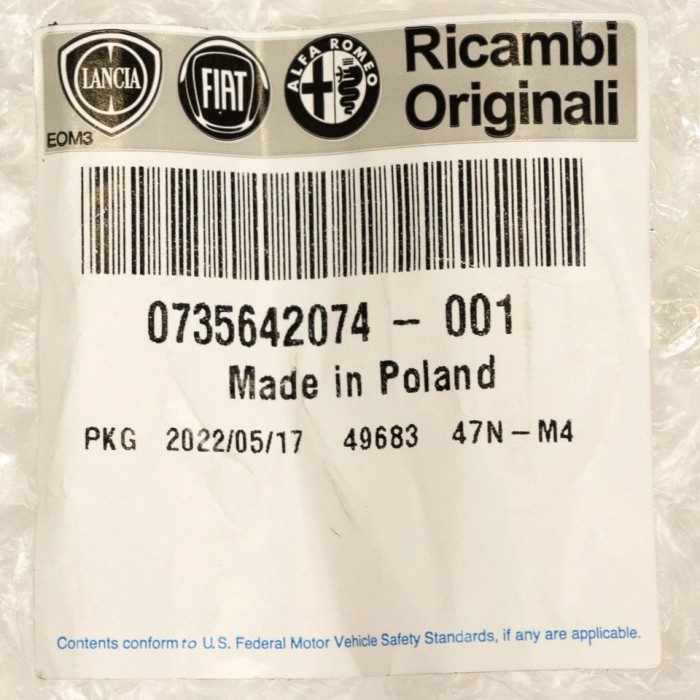 LANCIA FIAT ALFA ROMEO Ricambi
Originali
EOM3
0735642074 - 001
Made in Poland
PKG 2022/05/17 49683 47N-M4
Contents conform to U.S. Federal Motor Vehicle Safety Standards, if any are applicable.